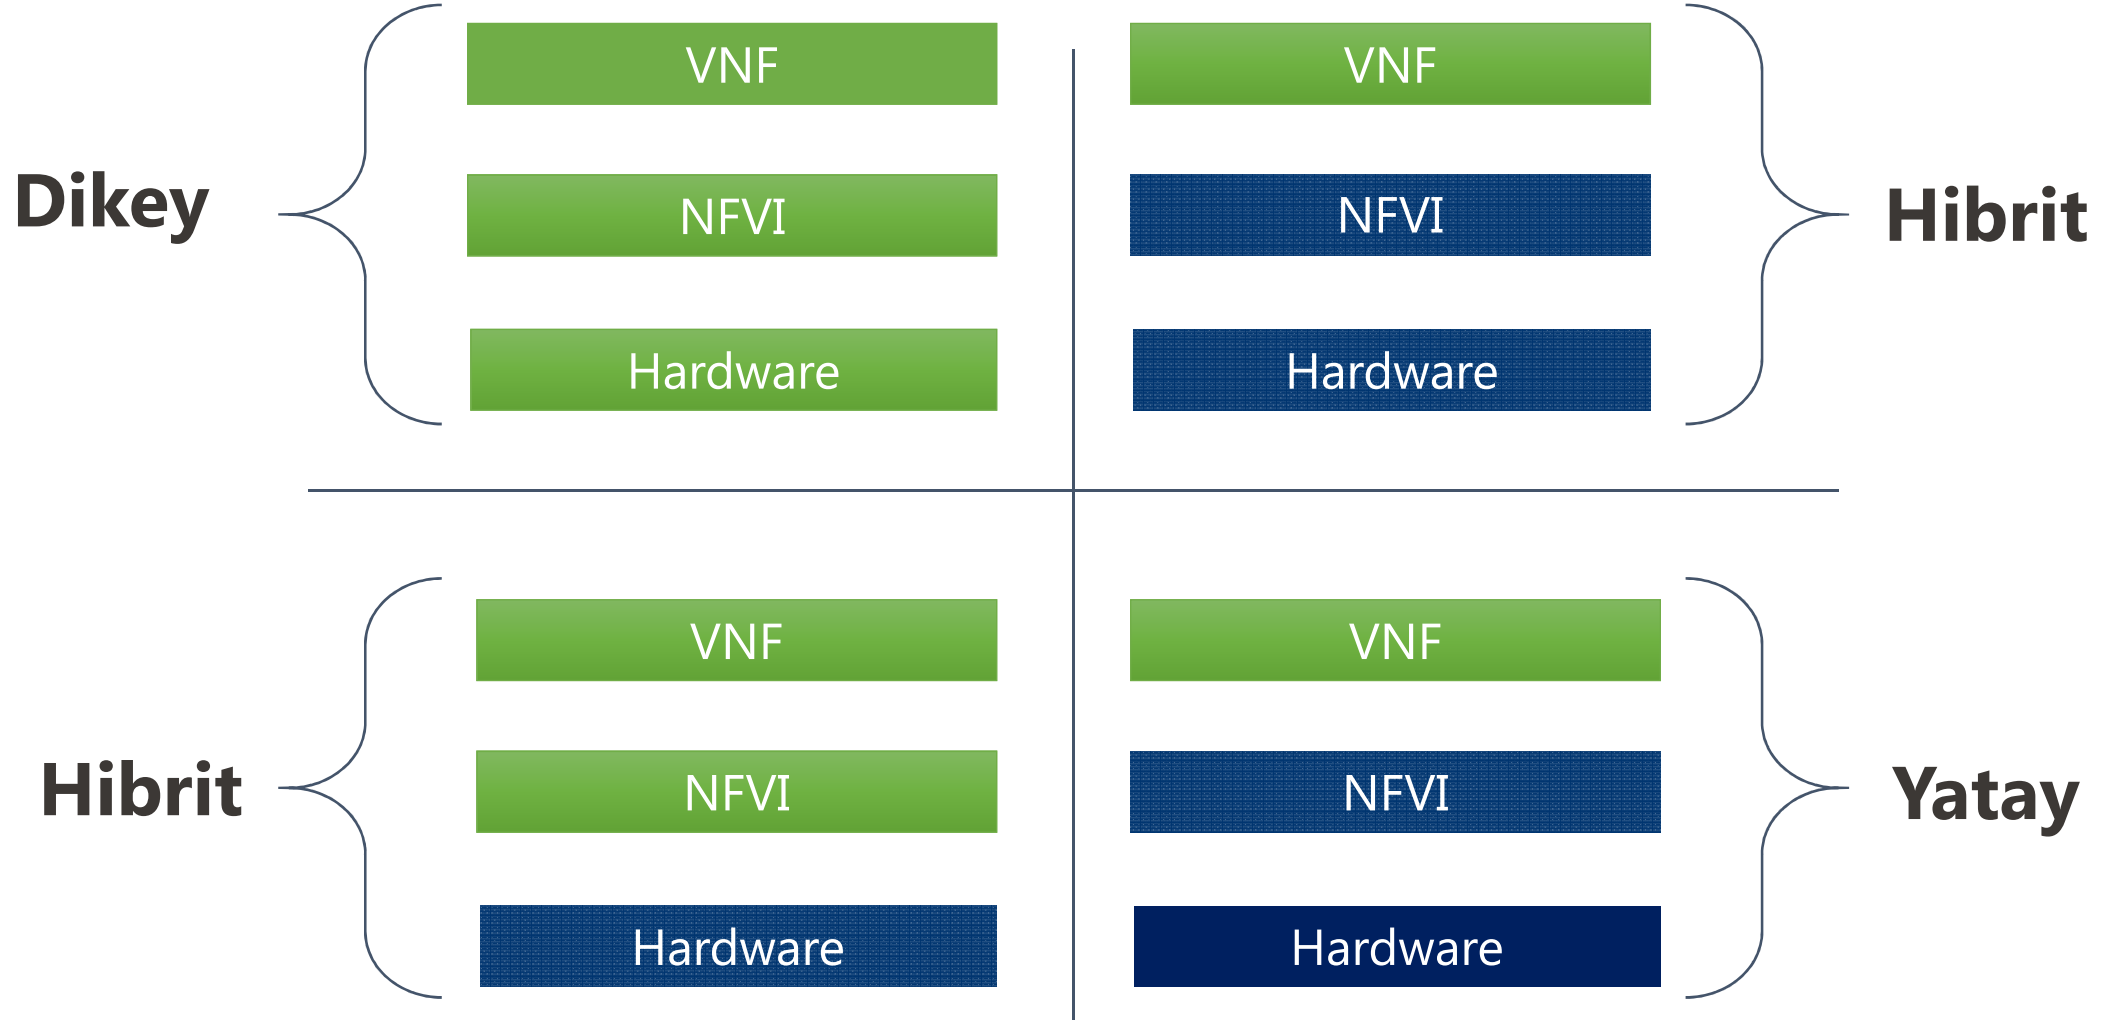 Dikey
VNF
NFVI
Hardware
VNF
NFVI
Hardware
Hibrit
Hibrit
VNF
NFVI
Hardware
VNF
NFVI
Hardware
Yatay